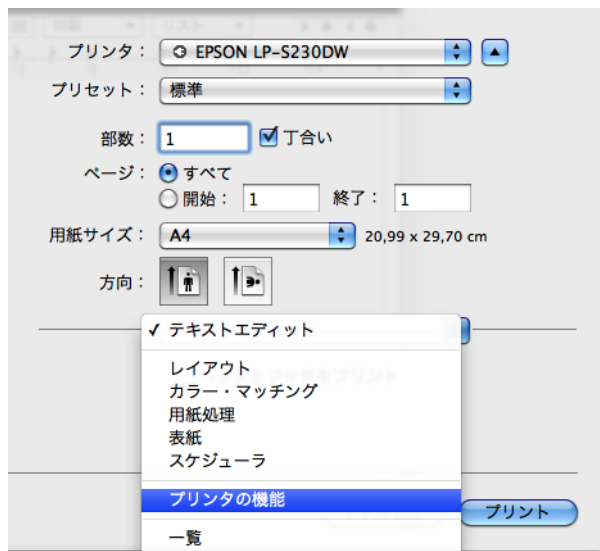 プリンタ： EPSON LP-S230DW
プリセット： 標準
部数： 1 丁合い
ページ： すべて
開始： 1 終了： 1
用紙サイズ： A4 20,99 x 29,70 cm
方向：
✓ テキストエディット
レイアウト
カラー・マッチング
用紙処理
表紙
スケジューラ
プリンタの機能
プリント
一覧